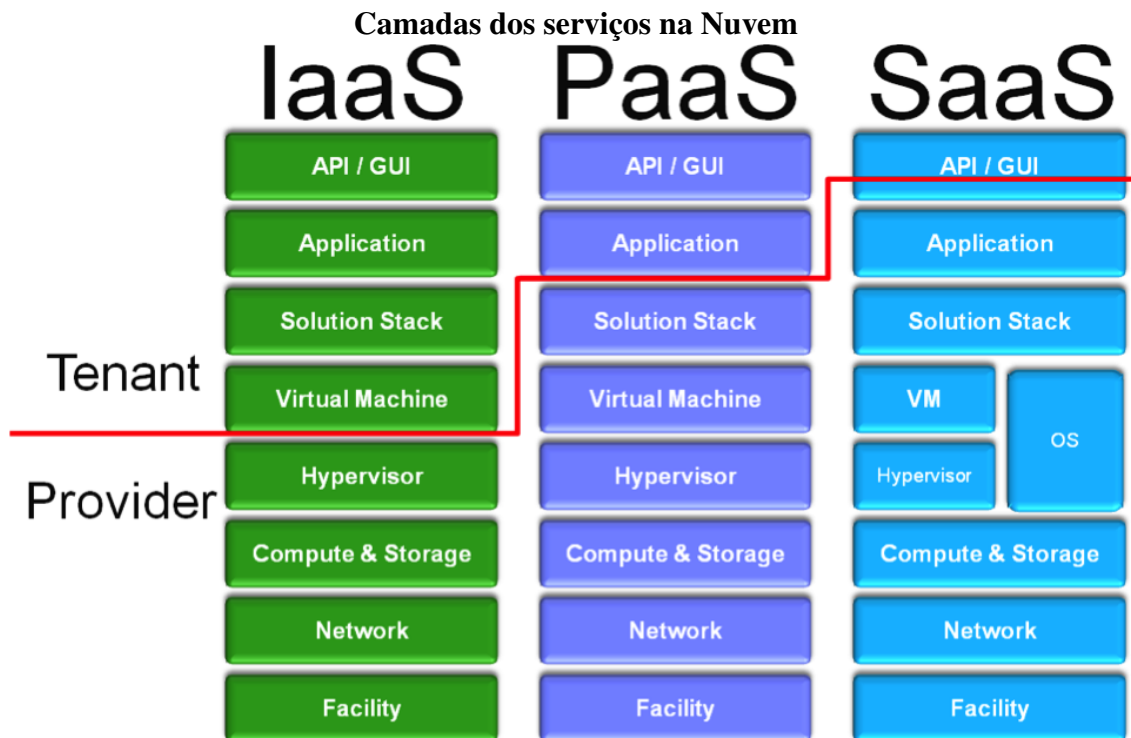 Camadas dos serviços na Nuvem
IaaS PaaS SaaS
API / GUI API / GUI API / GUI
Application Application Application
Solution Stack Solution Stack Solution Stack
Tenant
Virtual Machine Virtual Machine VM
OS
Provider
Hypervisor Hypervisor Hypervisor
Compute & Storage Compute & Storage Compute & Storage
Network Network Network
Facility Facility Facility